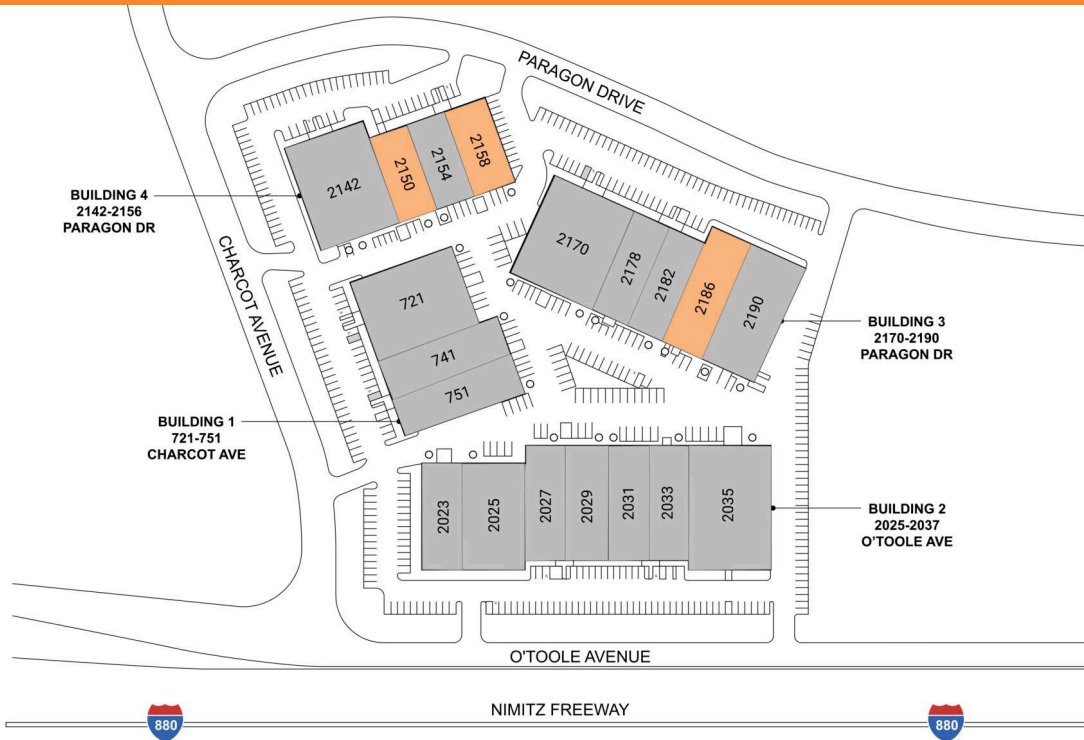 PARAGON DRIVE
BUILDING 4
2142-2156
PARAGON DR
2142
2150
2154
2158
CHARCOT AVENUE
2170
2178
2182
2186
2190
BUILDING 3
2170-2190
PARAGON DR
721
741
751
BUILDING 1
721-751
CHARCOT AVE
2023
2025
2027
2029
2031
2033
2035
BUILDING 2
2025-2037
O'TOOLE AVE
O'TOOLE AVENUE
NIMITZ FREEWAY
880
880